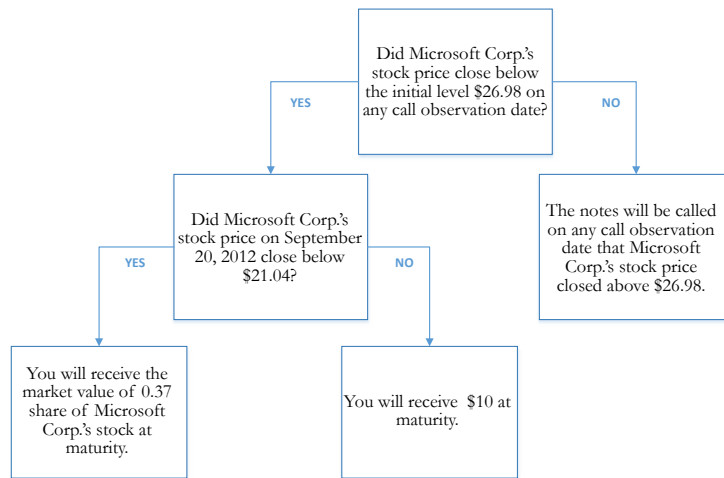 Did Microsoft Corp.'s
stock price close below
the initial level $26.98 on
any call observation date?
YES
NO
Did Microsoft Corp.'s
stock price on September
20, 2012 close below
$21.04?
The notes will be called
on any call observation
date that Microsoft
Corp.'s stock price
closed above $26.98.
YES
NO
You will receive the
market value of 0.37
share of Microsoft
Corp.'s stock at
maturity.
You will receive $10 at
maturity.